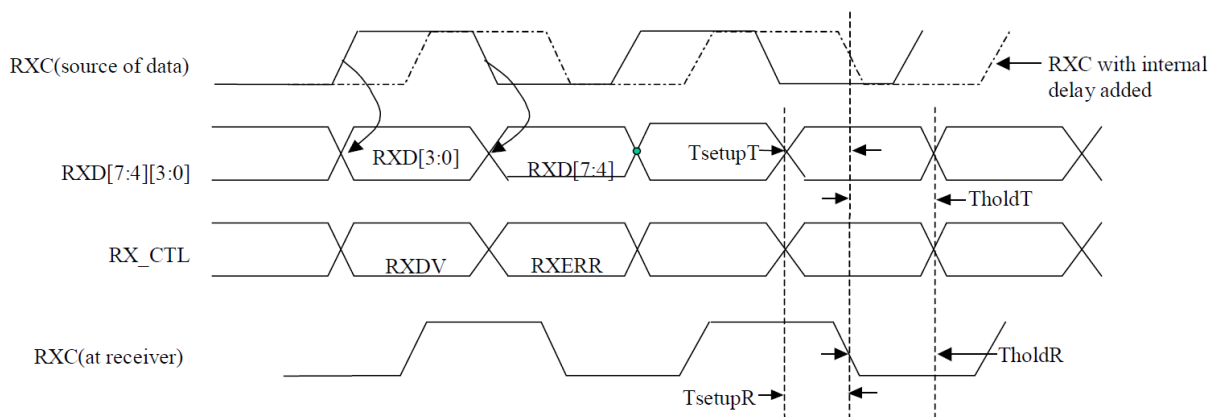 RXC(source of data)
RXC with internal
delay added
RXD[7:4][3:0]
RXD[3:0]
RXD[7:4]
TsetupT
TholdT
RX_CTL
RXDV
RXERR
RXC(at receiver)
TholdR
TsetupR